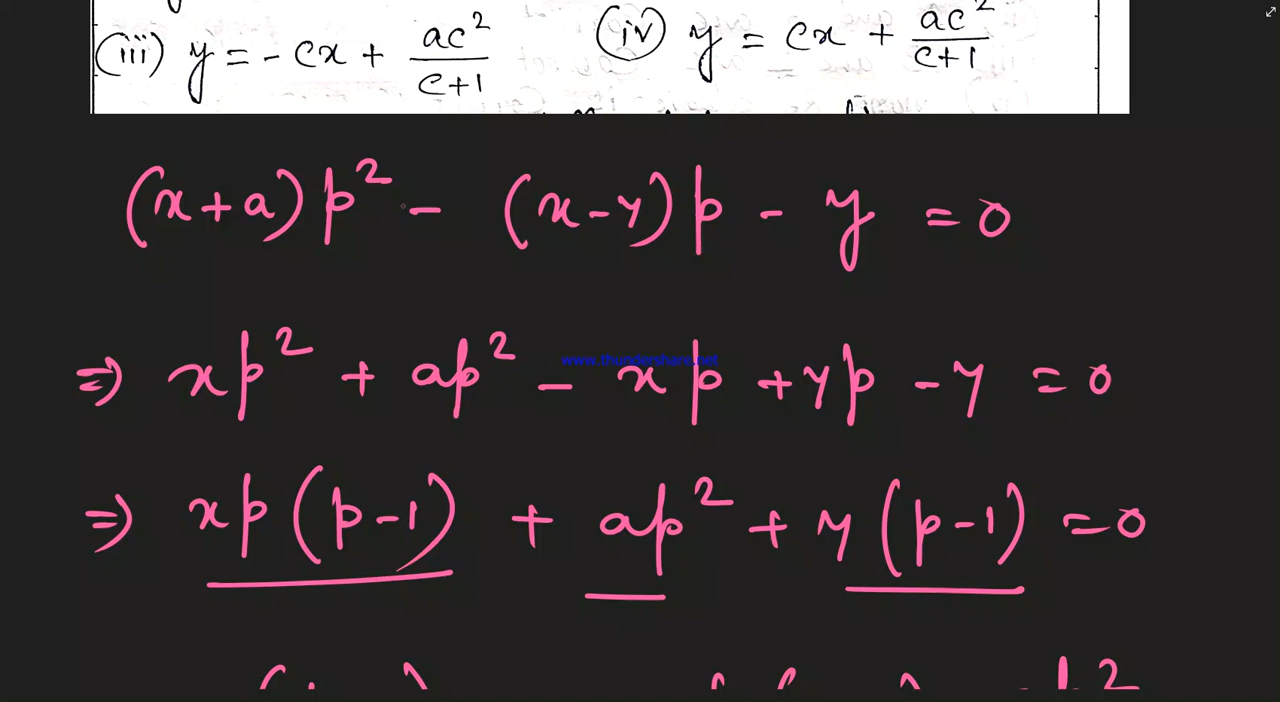 (iii) y = - cx + ac²/c+1 (iv) y = cx + ac²/c+1
(x+a)p² - (x-y)p - y = 0
www.thundershare.net
⇒ xp² + ap² - xp + yp - y = 0
⇒ xp(p-1) + ap² + y(p-1) = 0